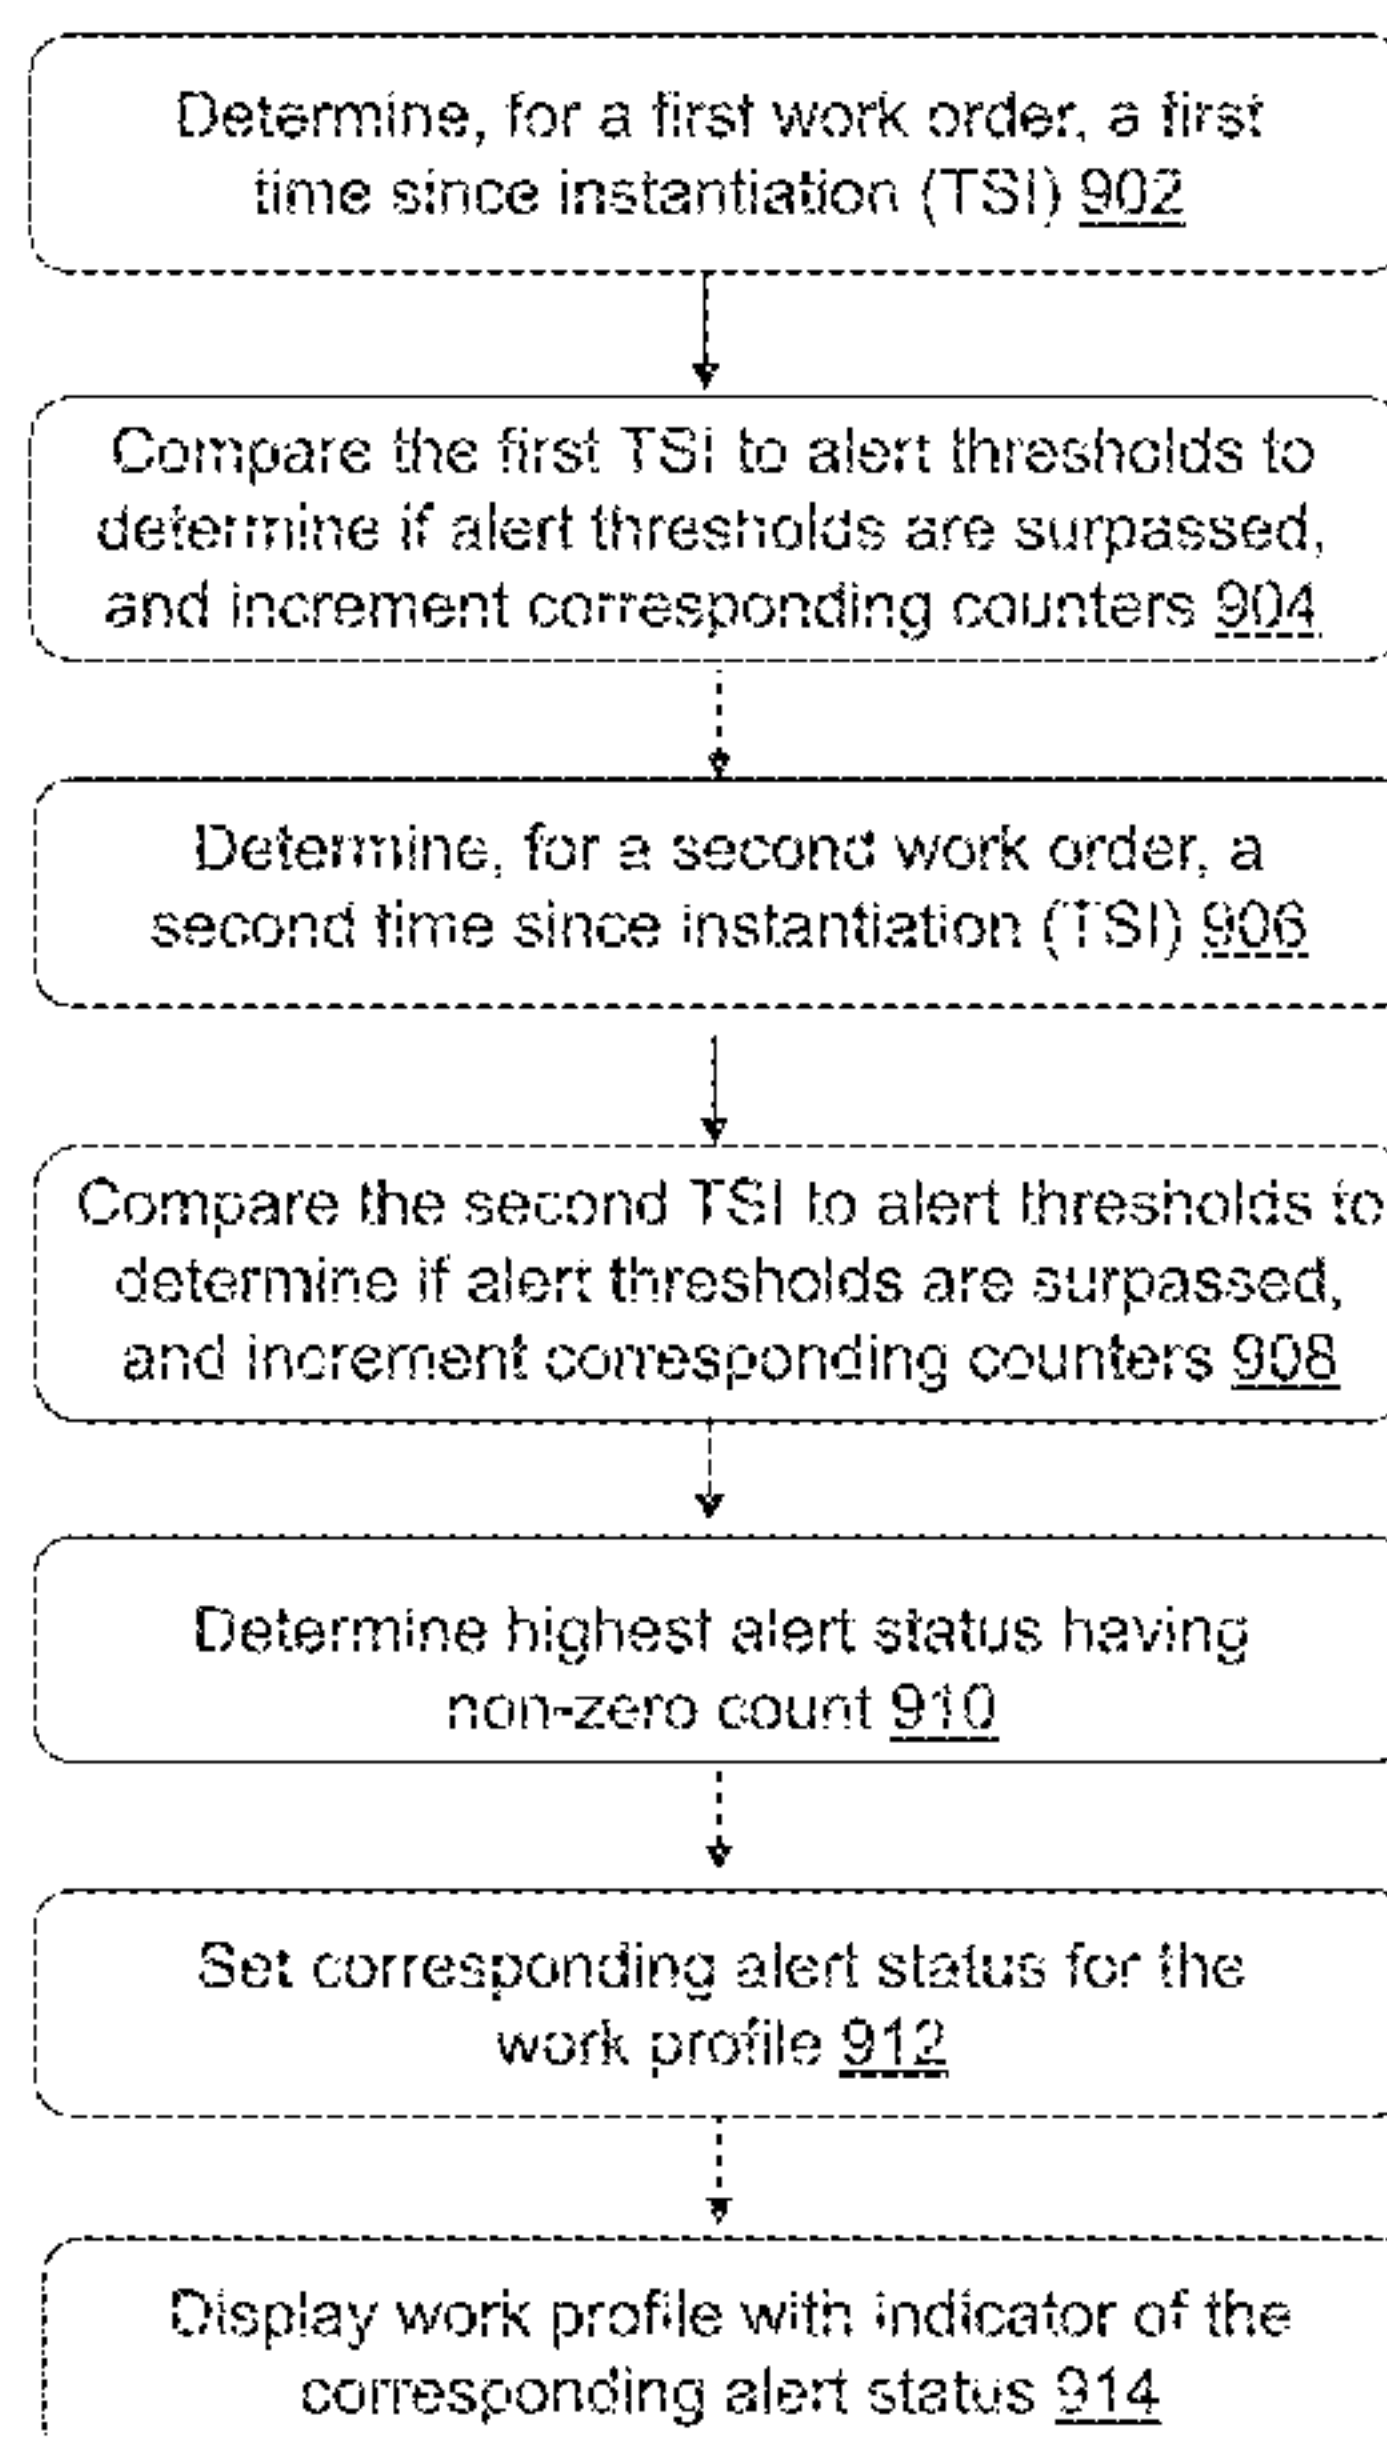 Determine, for a first work order, a first
time since instantiation (TSI) 902
Compare the first TSI to alert thresholds to
determine if alert thresholds are surpassed,
and increment corresponding counters 904
Determine, for a second work order, a
second time since instantiation (TSI) 906
Compare the second TSI to alert thresholds to
determine if alert thresholds are surpassed,
and increment corresponding counters 908
Determine highest alert status having
non-zero count 910
Set corresponding alert status for the
work profile 912
Display work profile with indicator of the
corresponding alert status 914